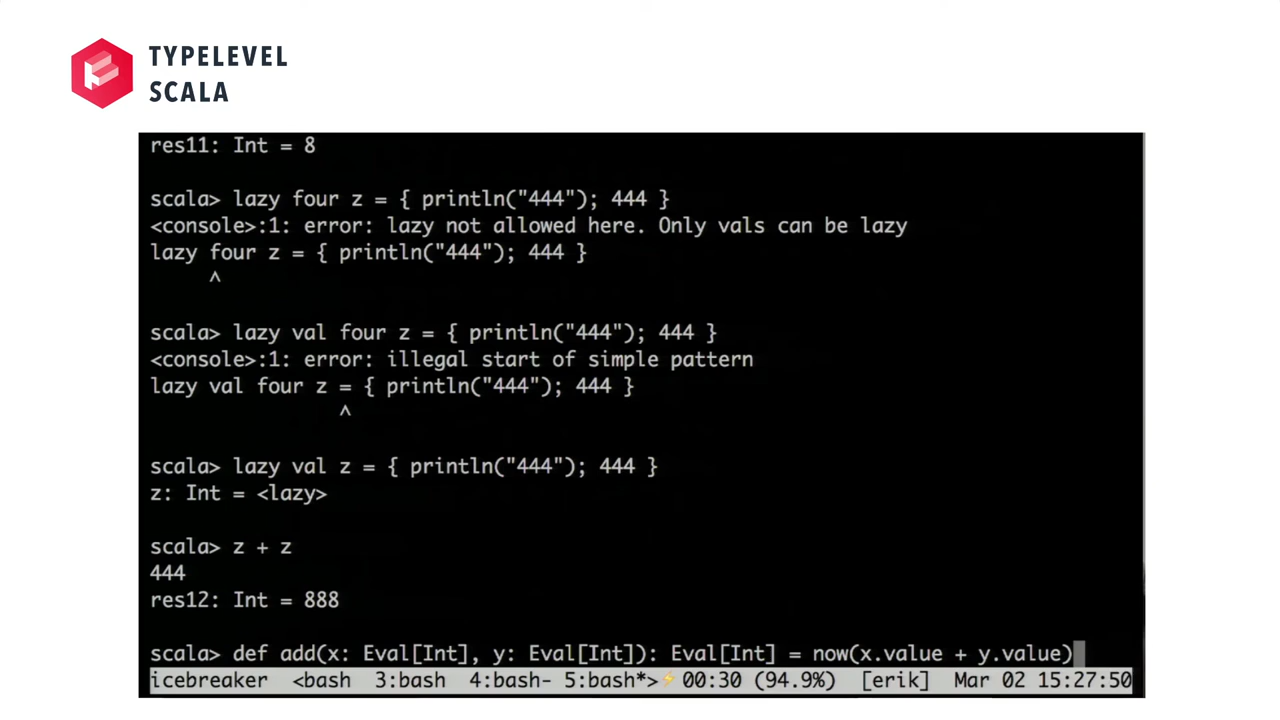 TYPELEVEL
SCALA
res11: Int = 8
scala> lazy four z = { println("444"); 444 }
<console>:1: error: lazy not allowed here. Only vals can be lazy
lazy four z = { println("444"); 444 }
^
scala> lazy val four z = { println("444"); 444 }
<console>:1: error: illegal start of simple pattern
lazy val four z = { println("444"); 444 }
^
scala> lazy val z = { println("444"); 444 }
z: Int = <lazy>
scala> z + z
444
res12: Int = 888
scala> def add(x: Eval[Int], y: Eval[Int]): Eval[Int] = now(x.value + y.value)
icebreaker <bash 3:bash 4:bash- 5:bash*>⚡00:30 (94.9%) [erik] Mar 02 15:27:50